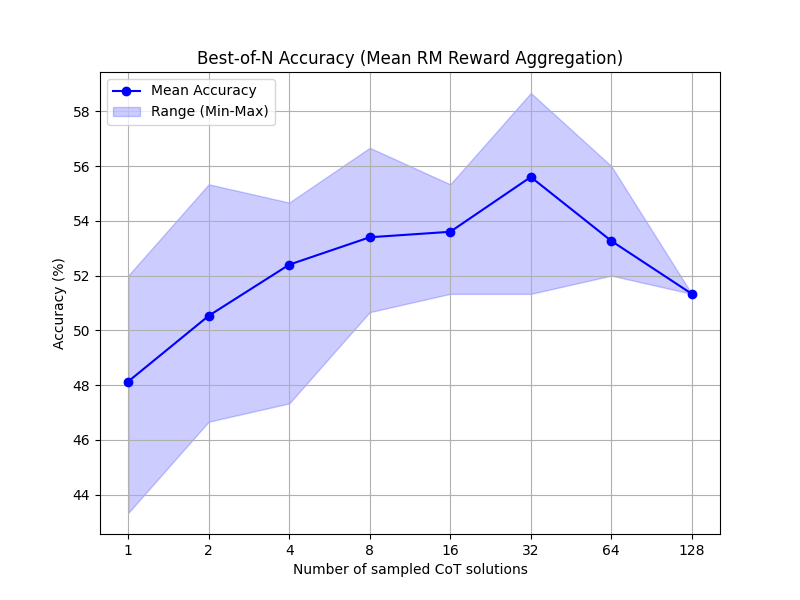 Best-of-N Accuracy (Mean RM Reward Aggregation)
Mean Accuracy
Range (Min-Max)
58
56
54
52
50
48
46
44
Accuracy (%)
1 2 4 8 16 32 64 128
Number of sampled CoT solutions